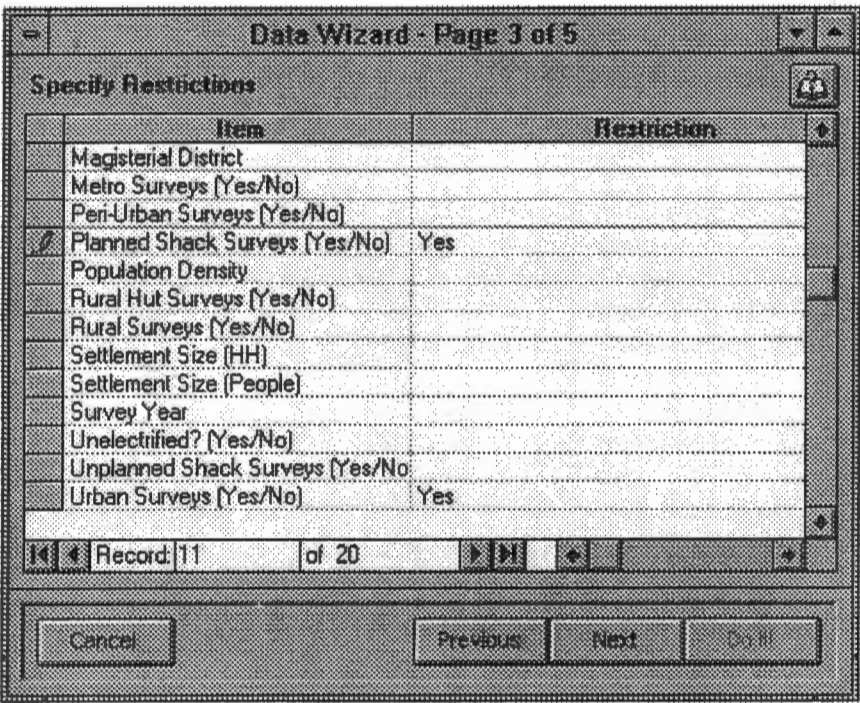 Data Wizard - Page 3 of 5
Specify Restrictions
Item Restriction
Magisterial District
Metro Surveys (Yes/No)
Peri-Urban Surveys (Yes/No)
Planned Shack Surveys (Yes/No) Yes
Population Density
Rural Hut Surveys (Yes/No)
Rural Surveys (Yes/No)
Settlement Size (HH)
Settlement Size (People)
Survey Year
Unelectrified? (Yes/No)
Unplanned Shack Surveys (Yes/No
Urban Surveys (Yes/No) Yes
Record: 11 of 20
Cancel Previous Next Do It!